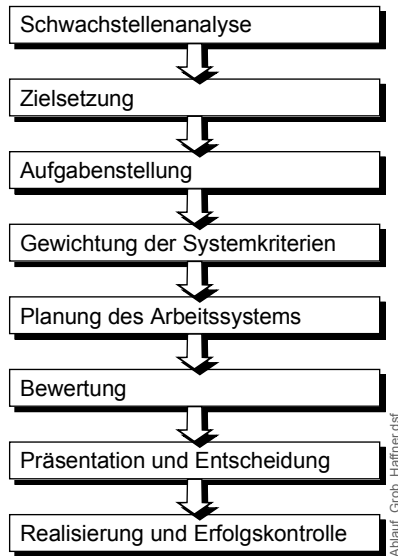 Schwachstellenanalyse
Zielsetzung
Aufgabenstellung
Gewichtung der Systemkriterien
Planung des Arbeitssystems
Bewertung
Präsentation und Entscheidung
Realisierung und Erfolgskontrolle
Ablauf_Grob_Haffner.dsf